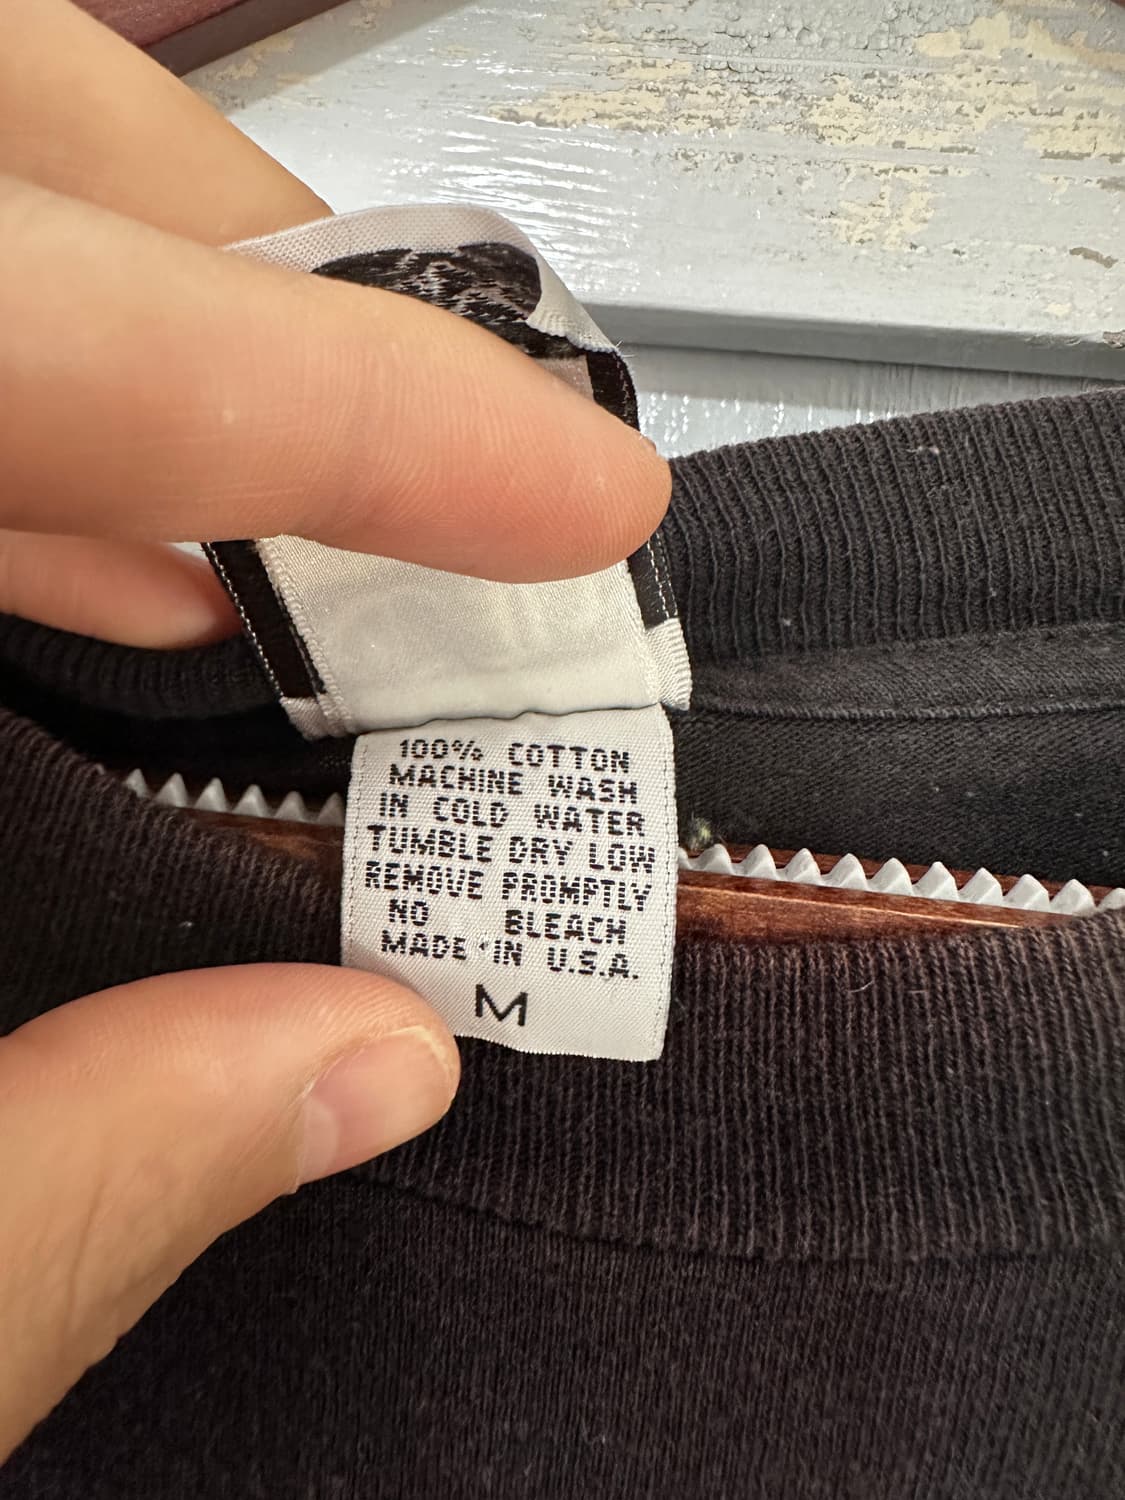 100% COTTON
MACHINE WASH
IN COLD WATER
TUMBLE DRY LOW
REMOVE PROMPTLY
NO BLEACH
MADE IN U.S.A.
M